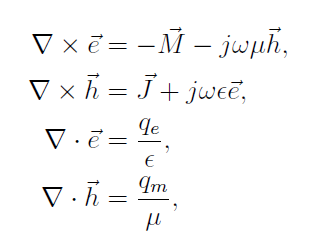 ∇ × e⃗ = −M⃗ − jωμh⃗,
∇ × h⃗ = J⃗ + jωϵe⃗,
∇ · e⃗ = qₑ/ϵ,
∇ · h⃗ = qₘ/μ,